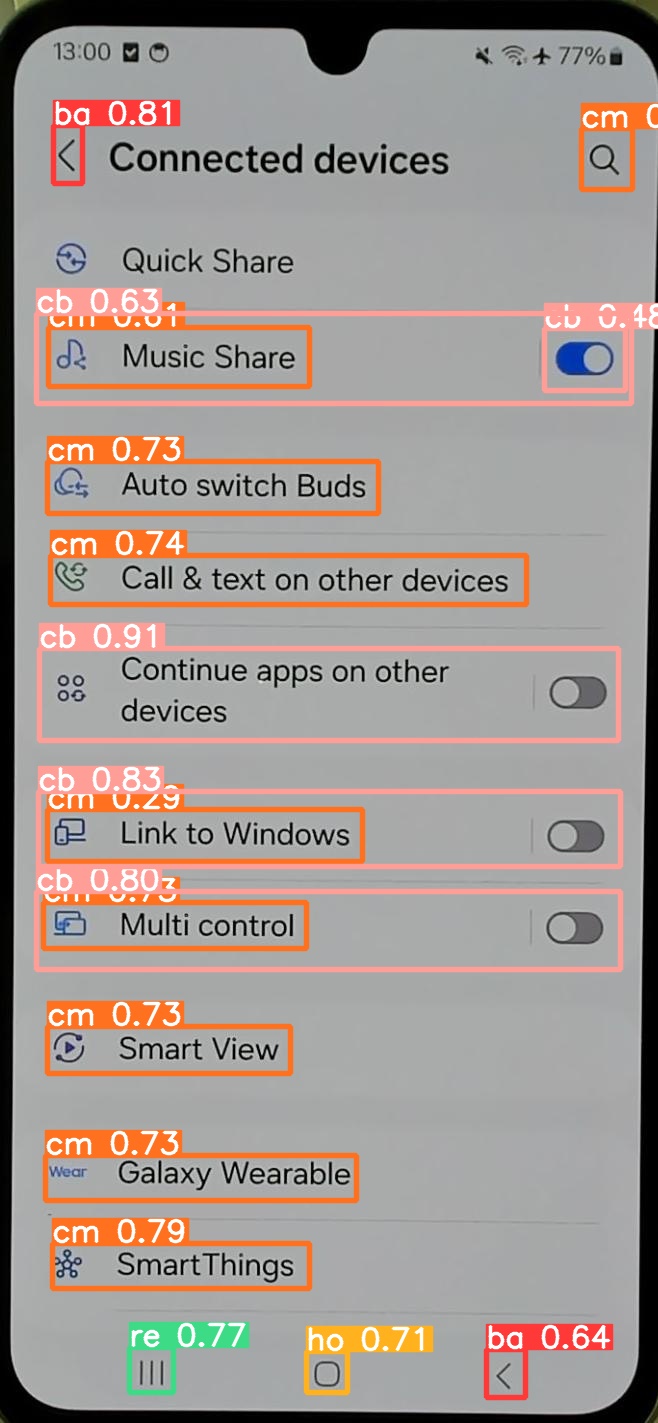 13:00 77%
ba 0.81
cm 0
Connected devices
Quick Share
cb 0.63
cm 0.61
cb 0.48
Music Share
cm 0.73
Auto switch Buds
cm 0.74
Call & text on other devices
cb 0.91
Continue apps on other
devices
cb 0.83
cm 0.29
Link to Windows
cb 0.80
cm 0.73
Multi control
cm 0.73
Smart View
cm 0.73
Wear Galaxy Wearable
cm 0.79
SmartThings
re 0.77
ho 0.71
ba 0.64